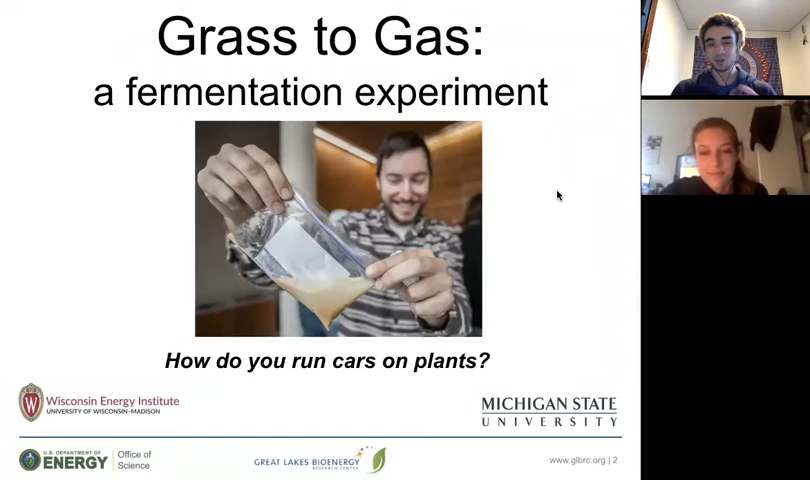 Grass to Gas:
a fermentation experiment
How do you run cars on plants?
Wisconsin Energy Institute
UNIVERSITY OF WISCONSIN–MADISON
MICHIGAN STATE
UNIVERSITY
U.S. DEPARTMENT OF
ENERGY
Office of
Science
GREAT LAKES BIOENERGY
RESEARCH CENTER
www.glbrc.org | 2